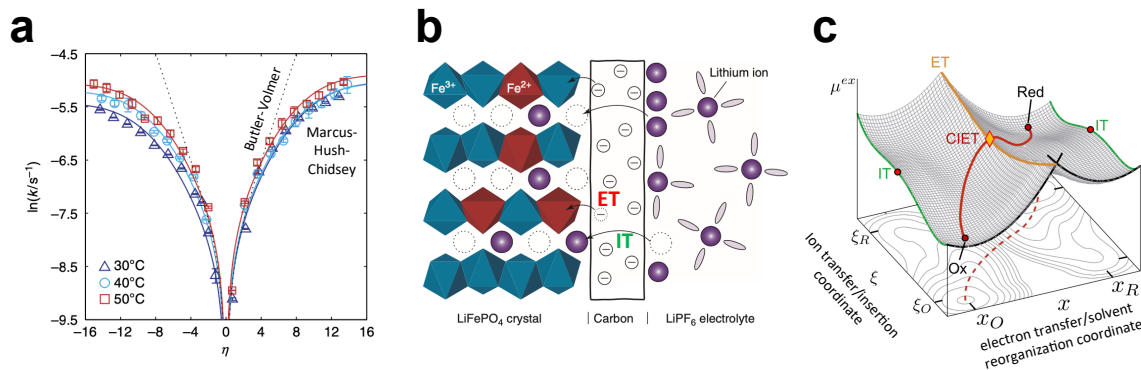 a
−4.5
−5.5
−6.5
−7.5
−8.5
−9.5
ln(k/s⁻¹)
Butler-Volmer
Marcus-
Hush-
Chidsey
30°C
40°C
50°C
−16 −12 −8 −4 0 4 8 12 16
η
b
Fe³⁺
Fe²⁺
Lithium ion
ET
IT
LiFePO₄ crystal
Carbon
LiPF₆ electrolyte
c
μᵉˣ
ET
Red
IT
CIET
IT
Ox
ξ_R
ξ
ξ_O
Ion transfer/insertion
coordinate
x_O
x
x_R
electron transfer/solvent
reorganization coordinate